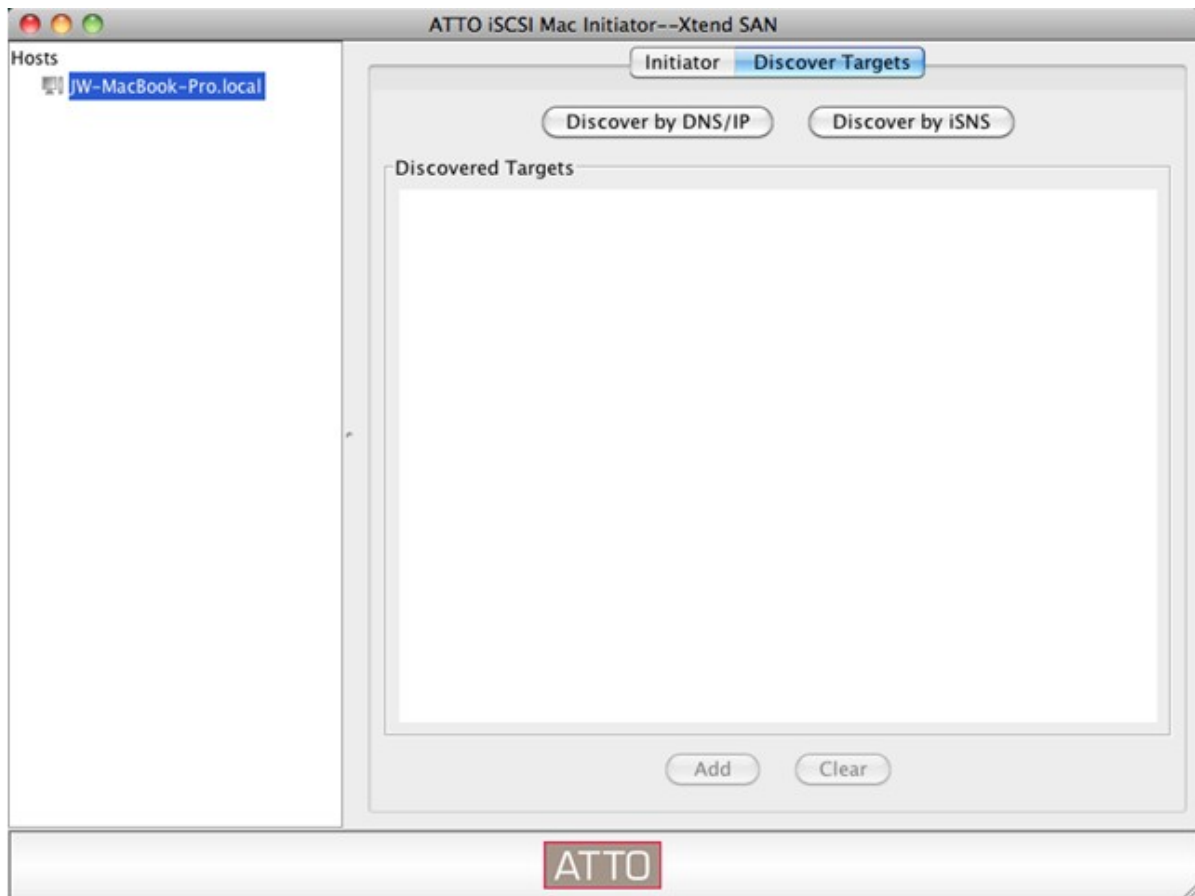 ATTO iSCSI Mac Initiator--Xtend SAN
Hosts
JW-MacBook-Pro.local
Initiator Discover Targets
Discover by DNS/IP Discover by iSNS
Discovered Targets
Add Clear
ATTO